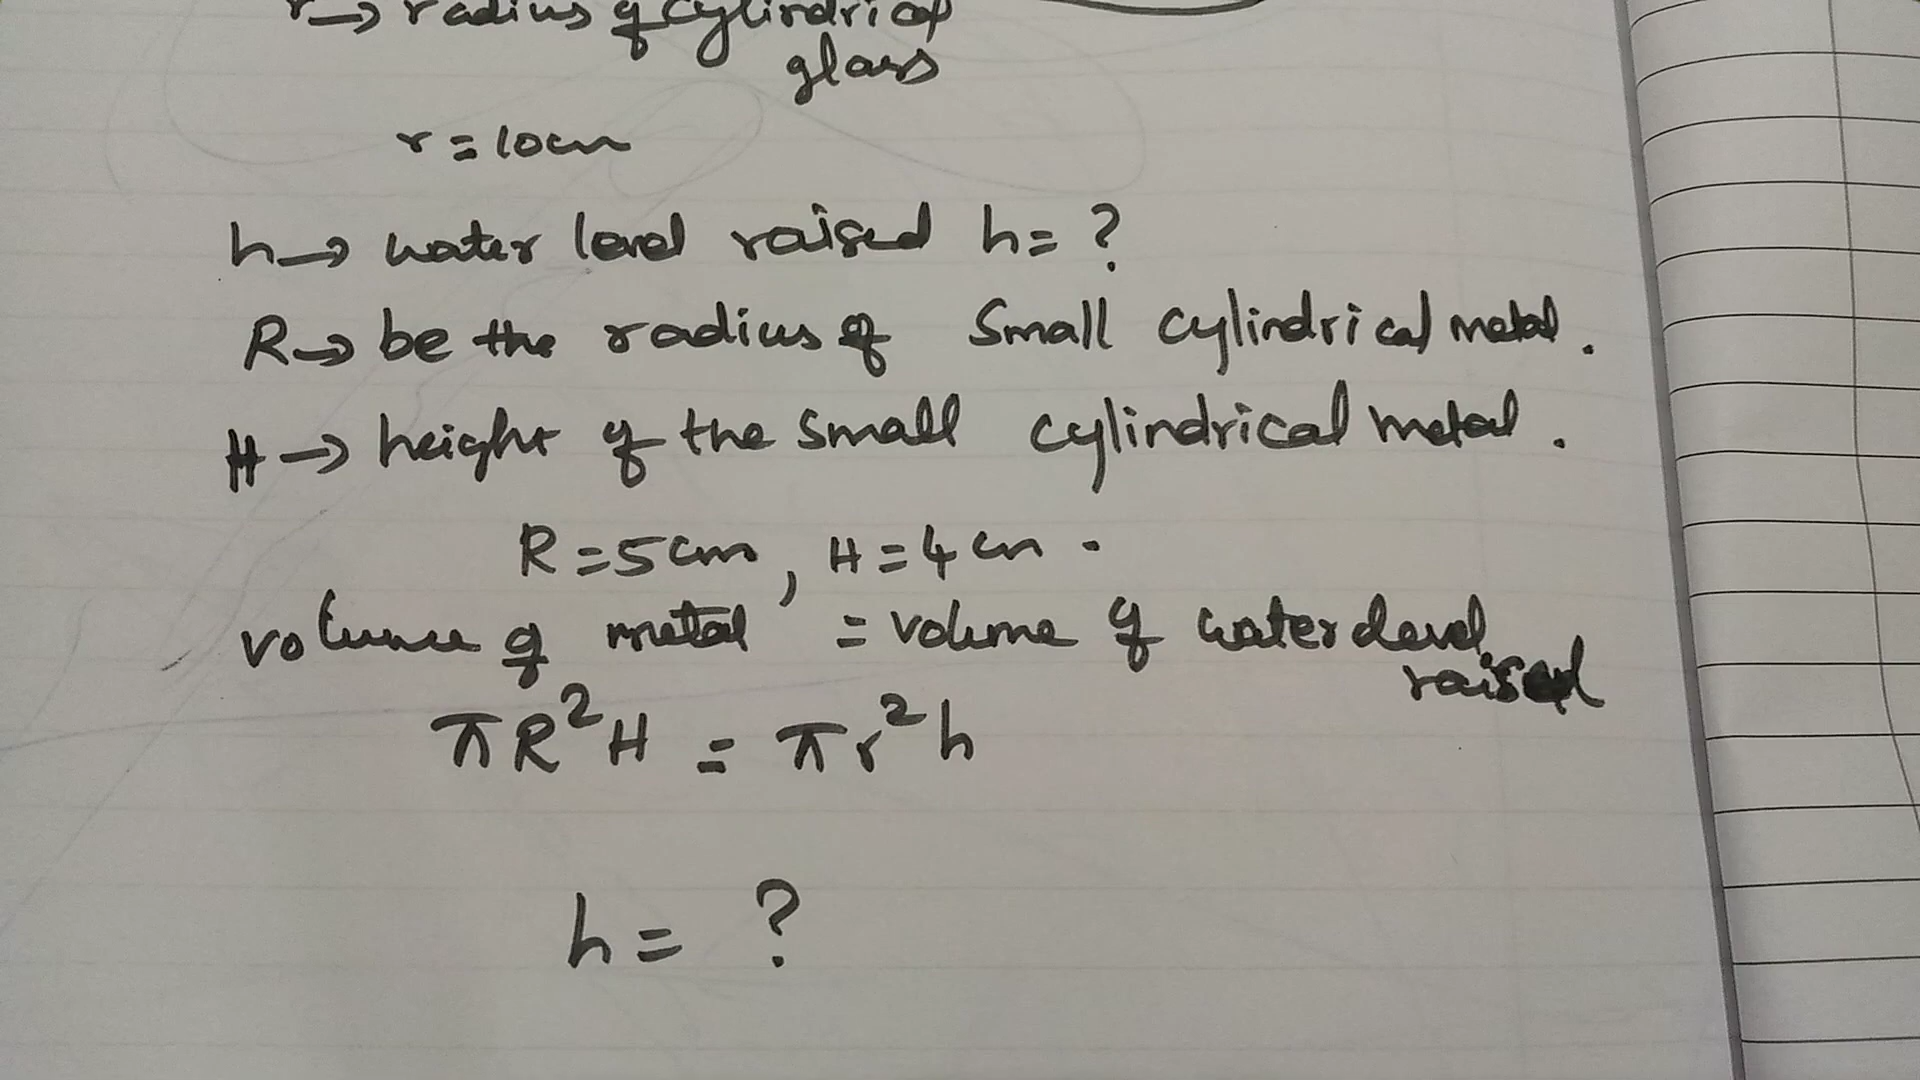 r → radius of cylindrical
glass
r = 10cm
h → water level raised h = ?
R → be the radius of Small cylindrical metal.
H → height of the small cylindrical metal.
R = 5cm, H = 4cm.
volume of metal = volume of water level
raised
πR²H = πr²h
h = ?